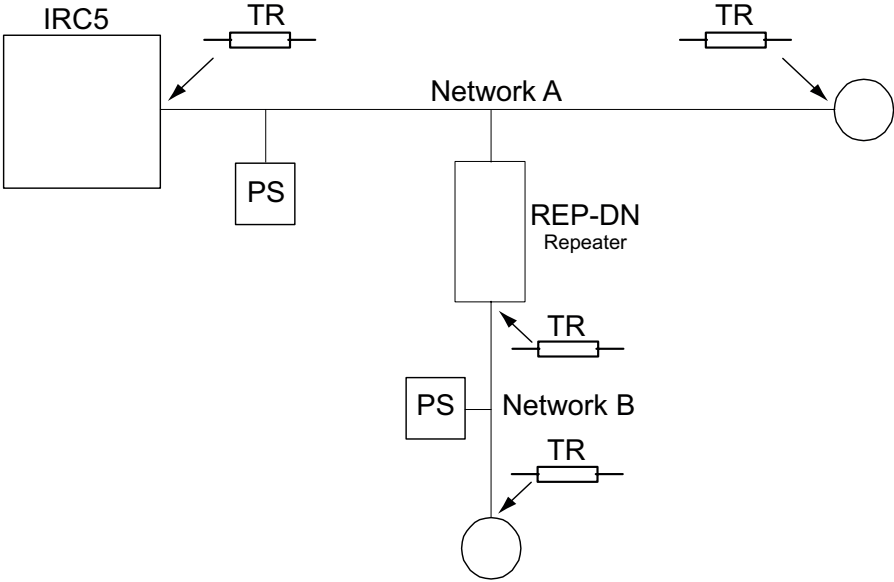 IRC5
TR
TR
Network A
PS
REP-DN
Repeater
TR
PS
Network B
TR